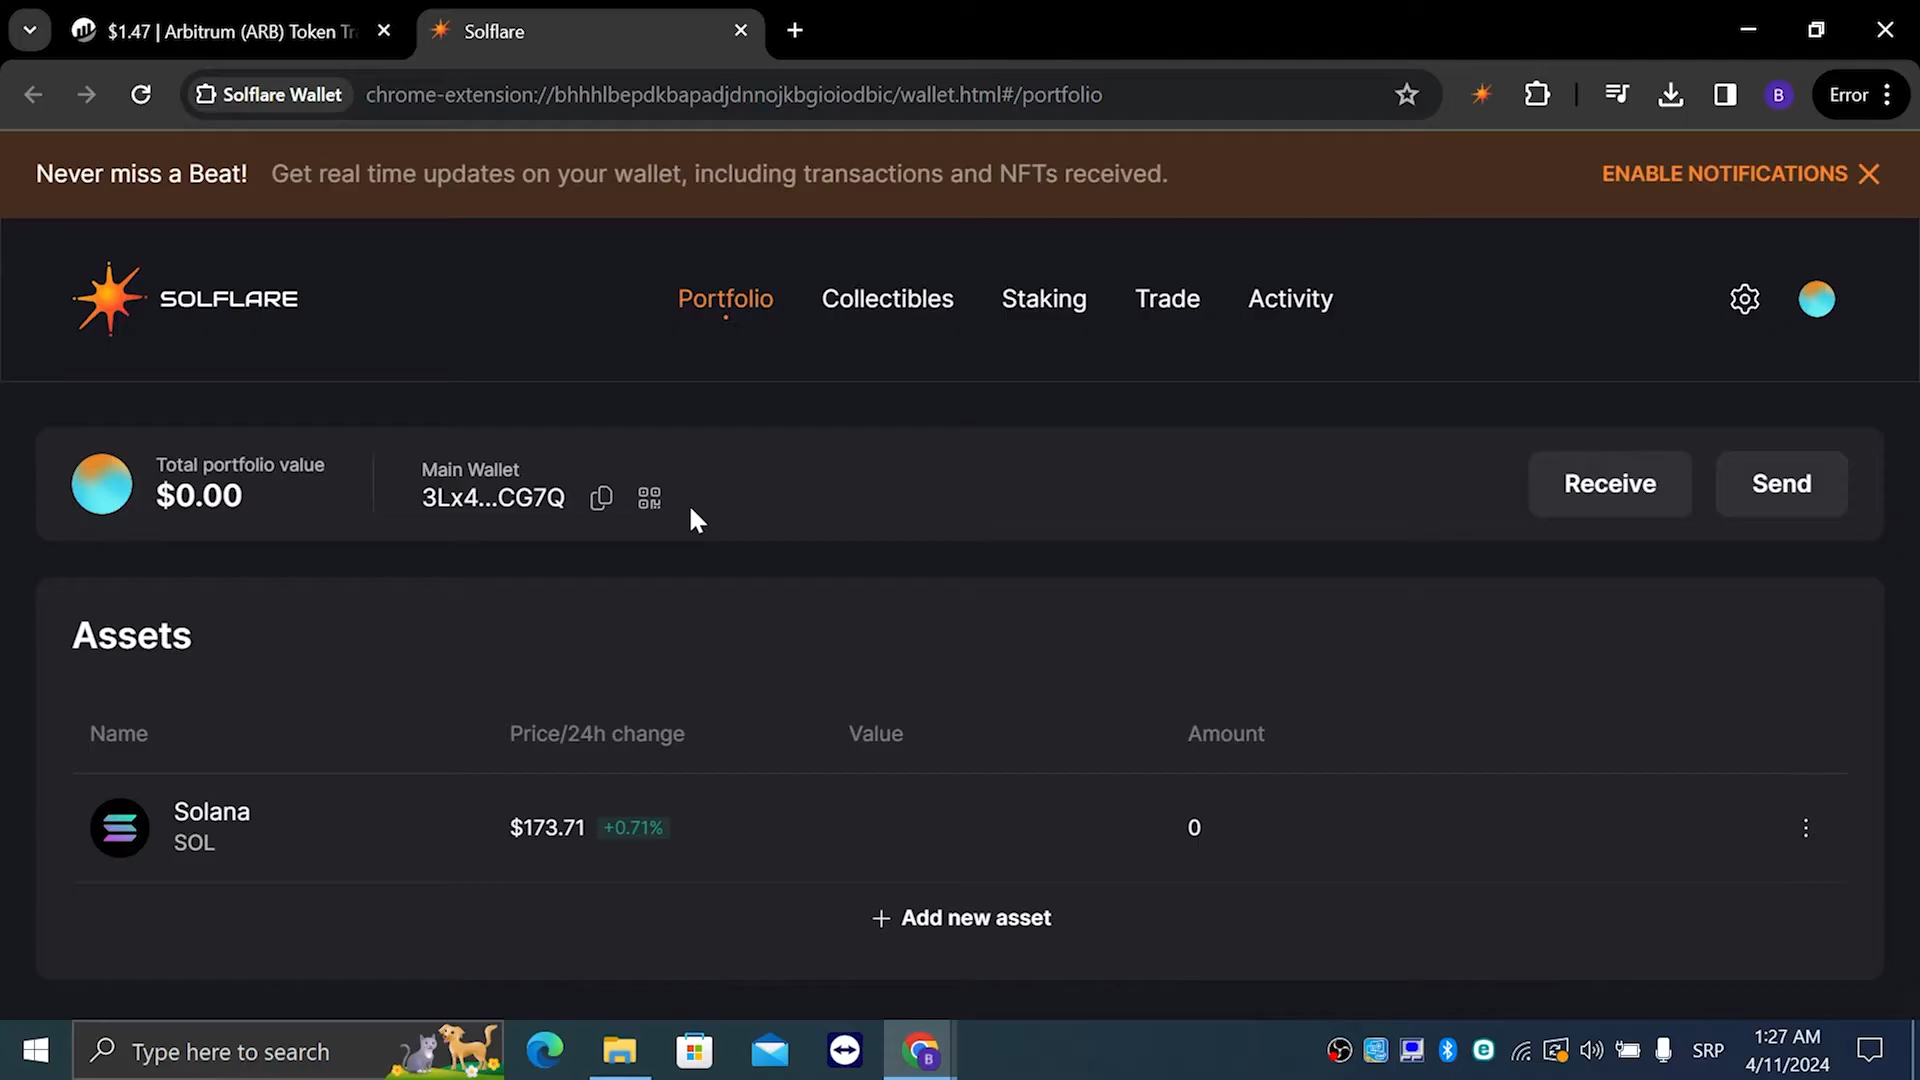 $1.47 | Arbitrum (ARB) Token Tr
Solflare
Solflare Wallet
chrome-extension://bhhhlbepdkbapadjdnnojkbgioiodbic/wallet.html#/portfolio
B
Error
Never miss a Beat!
Get real time updates on your wallet, including transactions and NFTs received.
ENABLE NOTIFICATIONS
SOLFLARE
Portfolio
Collectibles
Staking
Trade
Activity
Total portfolio value
$0.00
Main Wallet
3Lx4...CG7Q
Receive
Send
Assets
Name
Price/24h change
Value
Amount
Solana
SOL
$173.71
+0.71%
0
+ Add new asset
Type here to search
B
SRP
1:27 AM
4/11/2024